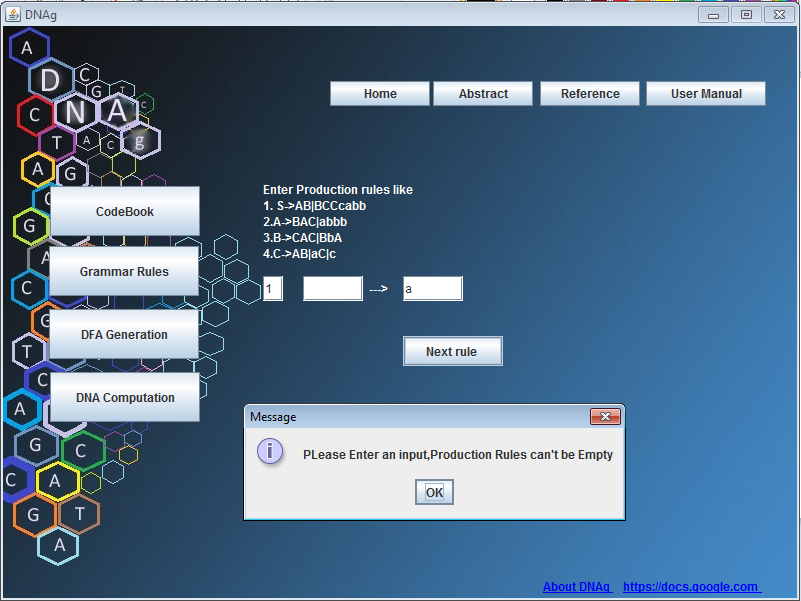 DNAg
A
D
C
G
T
C
C
N
A
T
A
C
g
A
G
Home
Abstract
Reference
User Manual
CodeBook
G
Enter Production rules like
1. S->AB|BCCcabb
2.A->BAC|abbb
3.B->CAC|BbA
4.C->AB|aC|c
A
Grammar Rules
C
1
--->
a
G
DFA Generation
T
Next rule
C
DNA Computation
A
Message
PLease Enter an input,Production Rules can't be Empty
OK
G
C
C
A
G
T
A
About DNAg
https://docs.google.com